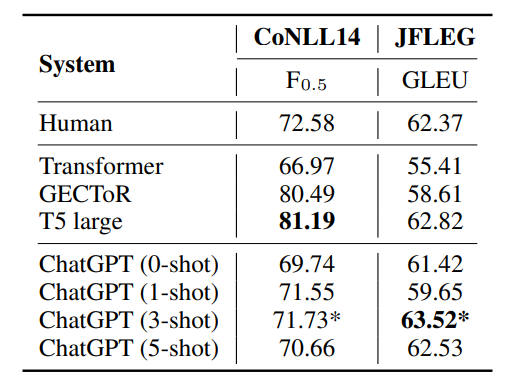 System CoNLL14 JFLEG
F0.5 GLEU
Human 72.58 62.37
Transformer 66.97 55.41
GECToR 80.49 58.61
T5 large 81.19 62.82
ChatGPT (0-shot) 69.74 61.42
ChatGPT (1-shot) 71.55 59.65
ChatGPT (3-shot) 71.73* 63.52*
ChatGPT (5-shot) 70.66 62.53